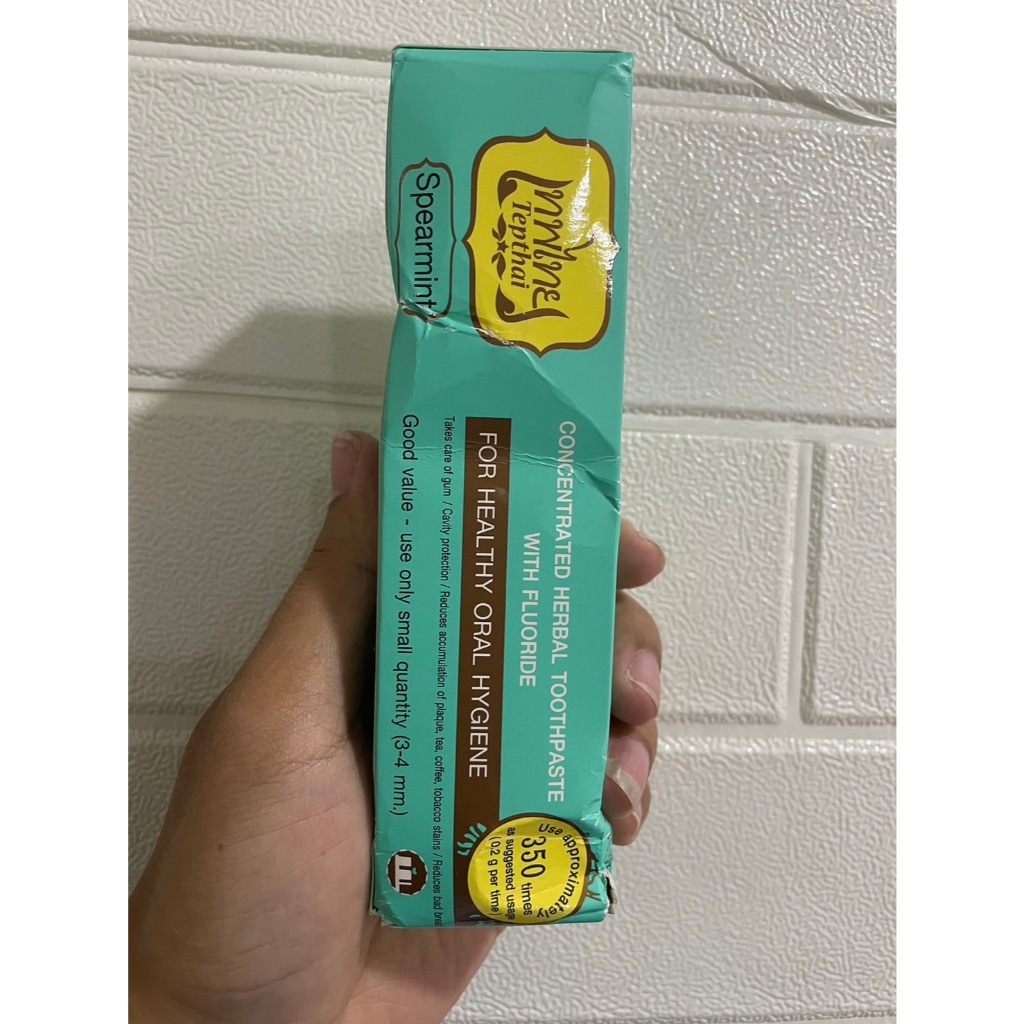 เทพไทย
Tepthai
Spearmint
CONCENTRATED HERBAL TOOTHPASTE
WITH FLUORIDE
FOR HEALTHY ORAL HYGIENE
Takes care of gum / Cavity protection / Reduces accumulation of plaque, tea, coffee, tobacco stains / Reduces bad
Good value - use only small quantity (3-4 mm.)
Use approximately
350 times
as suggested usage
(0.2 g per time)